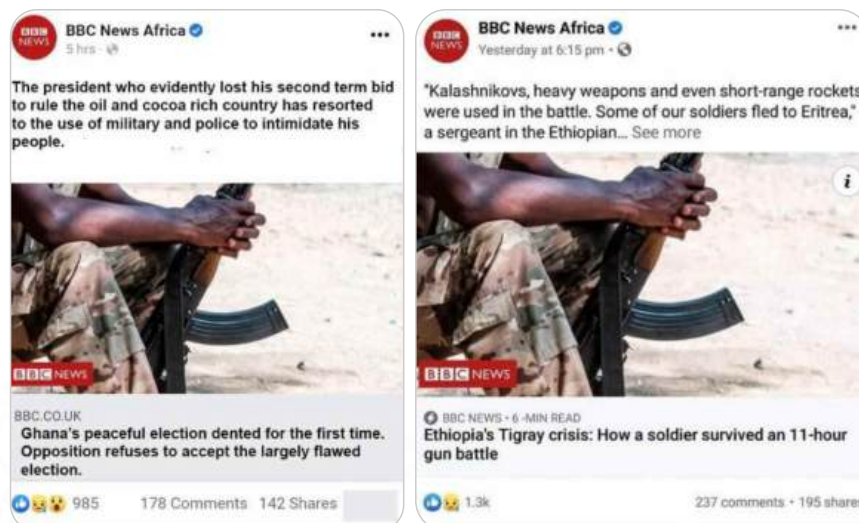 BBC NEWS
BBC News Africa
5 hrs ·
The president who evidently lost his second term bid
to rule the oil and cocoa rich country has resorted
to the use of military and police to intimidate his
people.
BBC NEWS
BBC.CO.UK
Ghana's peaceful election dented for the first time.
Opposition refuses to accept the largely flawed
election.
985 178 Comments 142 Shares
BBC NEWS
BBC News Africa
Yesterday at 6:15 pm ·
"Kalashnikovs, heavy weapons and even short-range rockets
were used in the battle. Some of our soldiers fled to Eritrea,"
a sergeant in the Ethiopian... See more
i
BBC NEWS
BBC NEWS · 6 -MIN READ
Ethiopia's Tigray crisis: How a soldier survived an 11-hour
gun battle
1.3k 237 comments · 195 shares